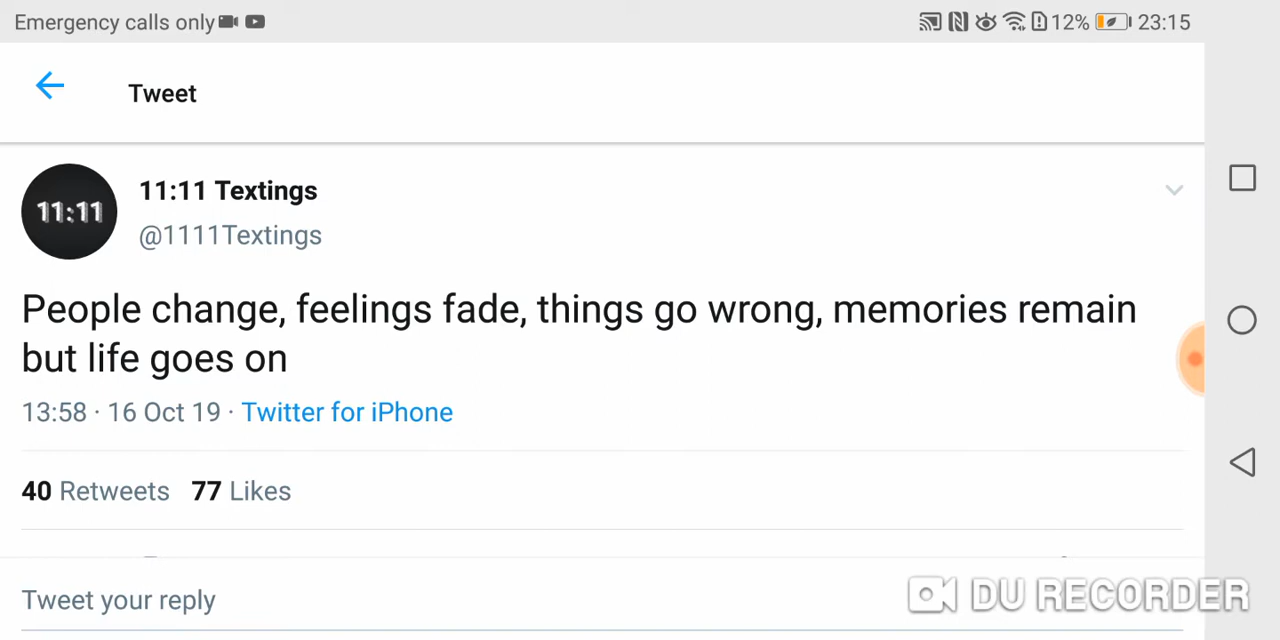 Emergency calls only
12% 23:15
Tweet
11:11
11:11 Textings
@1111Textings
People change, feelings fade, things go wrong, memories remain
but life goes on
13:58 · 16 Oct 19 · Twitter for iPhone
40 Retweets 77 Likes
Tweet your reply
DU RECORDER